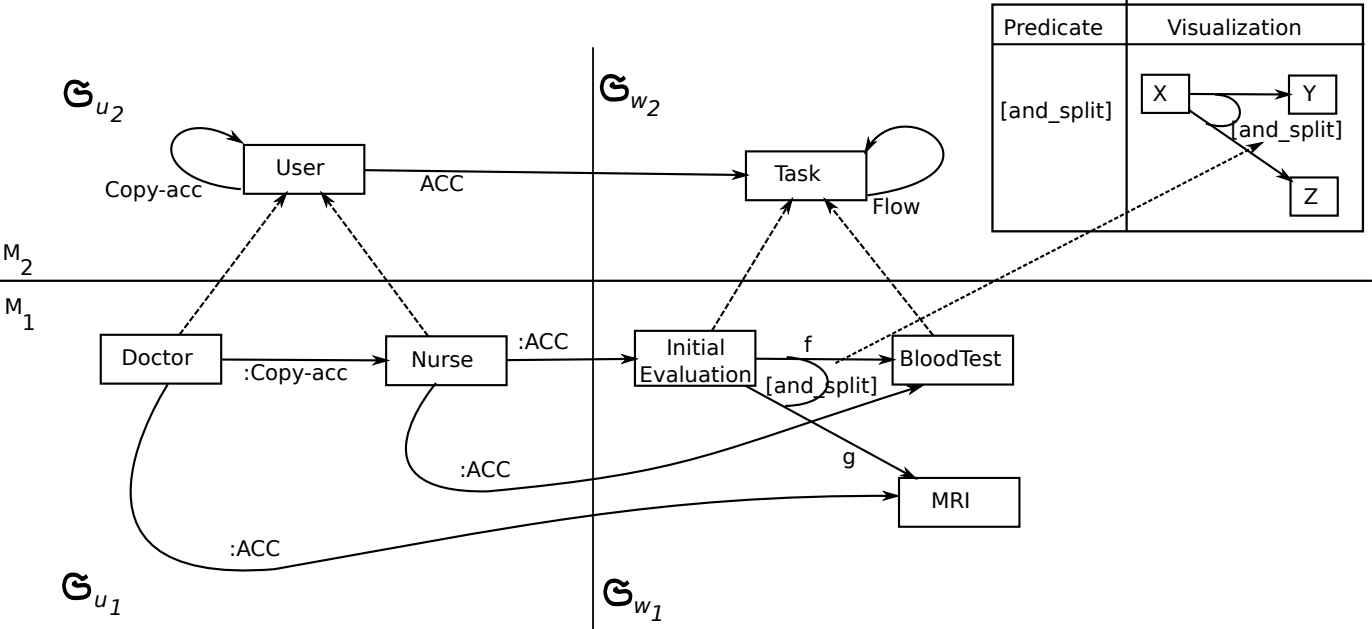 Predicate Visualization
𝔖u2
𝔖w2
X Y
[and_split]
[and_split]
Z
User
Task
Copy-acc
ACC
Flow
M2
M1
Doctor
:Copy-acc
Nurse
:ACC
Initial
Evaluation
f
[and_split]
BloodTest
g
:ACC
MRI
:ACC
𝔖u1
𝔖w1